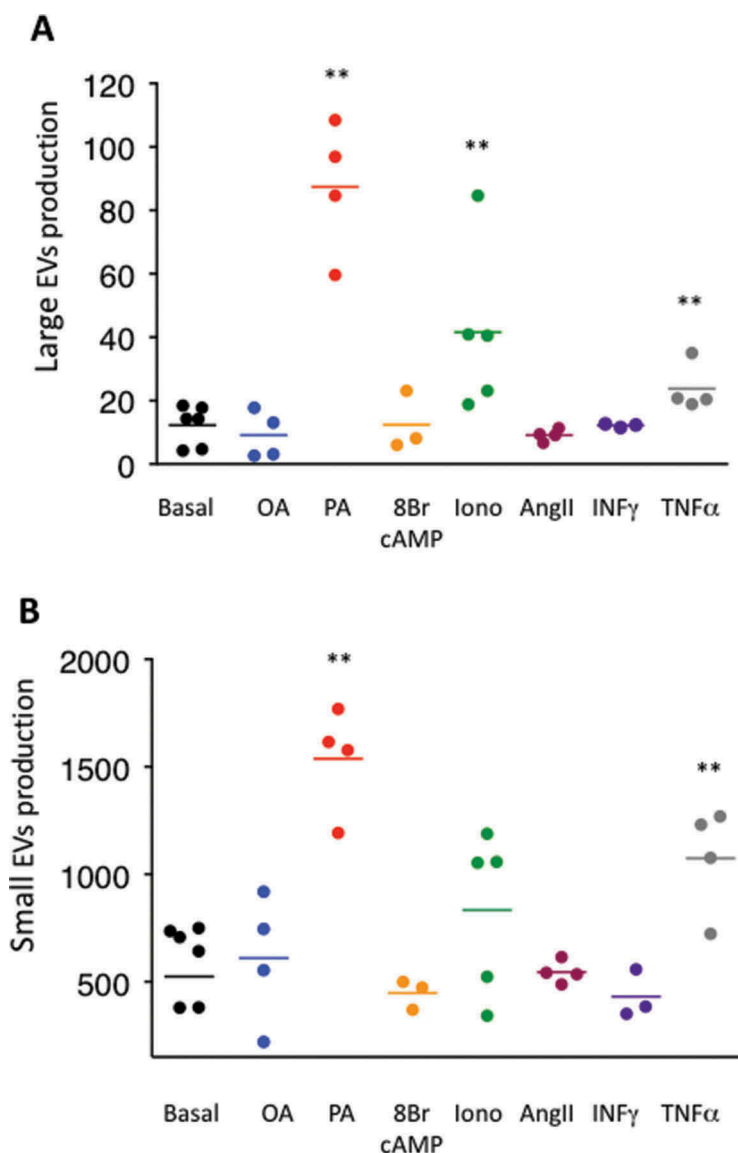 A
**
120
100
**
80
60
**
40
20
0
Large EVs production
Basal OA PA 8Br cAMP Iono AngII INFγ TNFα
B
2000
**
1500
**
1000
500
Small EVs production
Basal OA PA 8Br cAMP Iono AngII INFγ TNFα